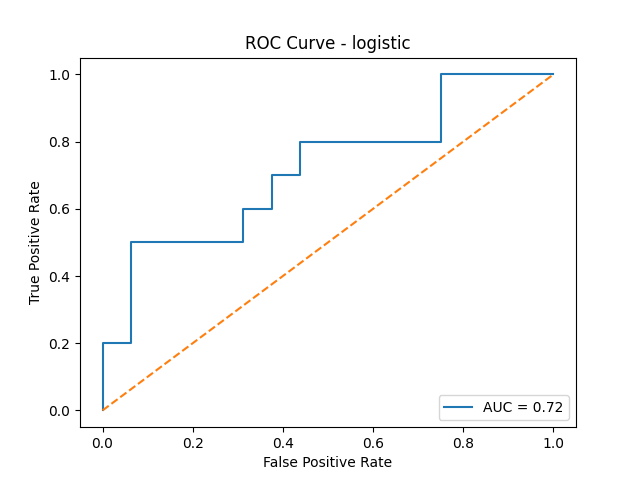 ROC Curve - logistic
1.0
0.8
0.6
0.4
0.2
0.0
True Positive Rate
AUC = 0.72
0.0 0.2 0.4 0.6 0.8 1.0
False Positive Rate